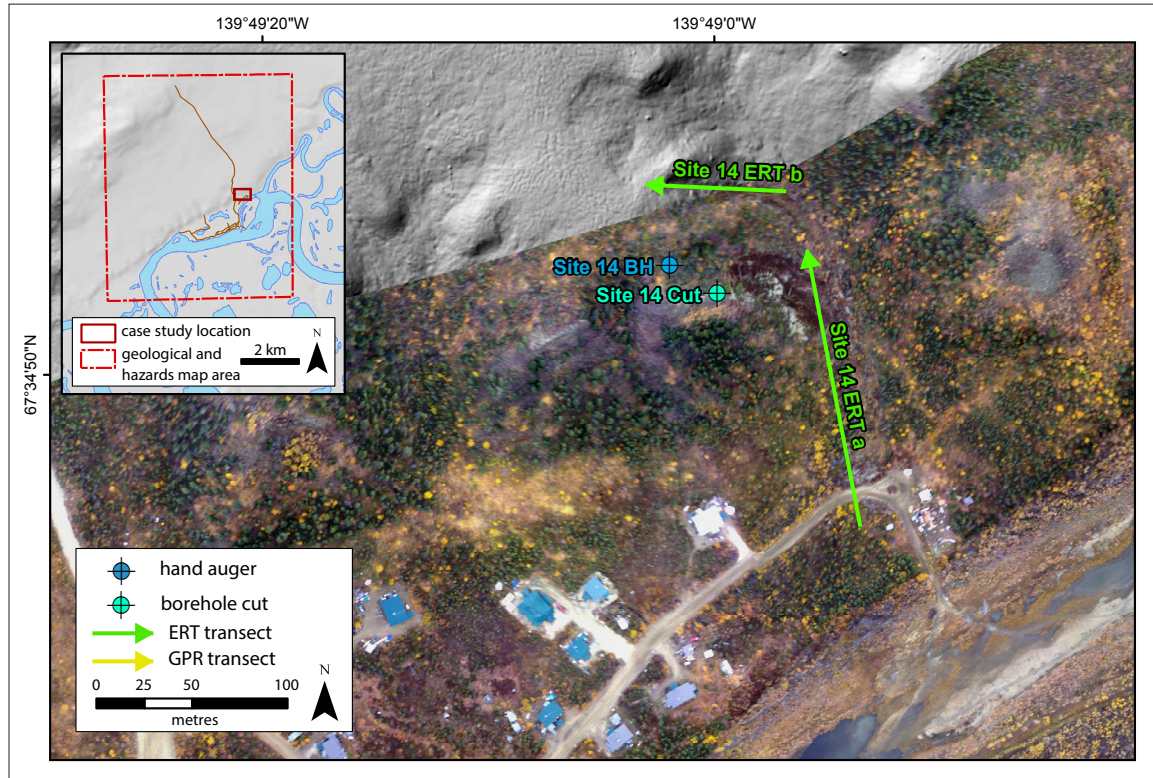 139°49'20"W
139°49'0"W
67°34'50"N
N
case study location
geological and
hazards map area
2 km
Site 14 ERT b
Site 14 BH
Site 14 Cut
Site 14 ERT a
hand auger
borehole cut
ERT transect
GPR transect
N
0 25 50 100
metres